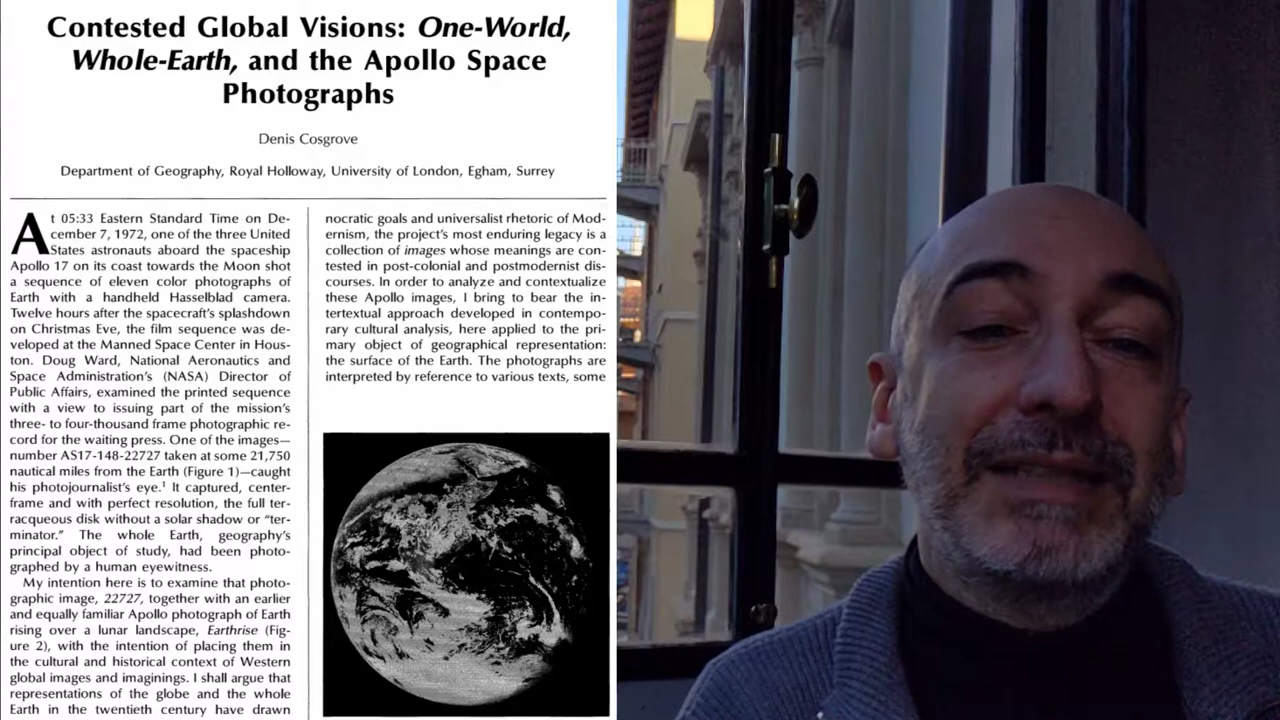 Contested Global Visions: One-World,
Whole-Earth, and the Apollo Space
Photographs
Denis Cosgrove
Department of Geography, Royal Holloway, University of London, Egham, Surrey
At 05:33 Eastern Standard Time on De-
cember 7, 1972, one of the three United
States astronauts aboard the spaceship
Apollo 17 on its coast towards the Moon shot
a sequence of eleven color photographs of
Earth with a handheld Hasselblad camera.
Twelve hours after the spacecraft's splashdown
on Christmas Eve, the film sequence was de-
veloped at the Manned Space Center in Hous-
ton. Doug Ward, National Aeronautics and
Space Administration's (NASA) Director of
Public Affairs, examined the printed sequence
with a view to issuing part of the mission's
three- to four-thousand frame photographic re-
cord for the waiting press. One of the images—
number AS17-148-22727 taken at some 21,750
nautical miles from the Earth (Figure 1)—caught
his photojournalist's eye.¹ It captured, center-
frame and with perfect resolution, the full ter-
racqueous disk without a solar shadow or “ter-
minator.” The whole Earth, geography's
principal object of study, had been photo-
graphed by a human eyewitness.
My intention here is to examine that photo-
graphic image, 22727, together with an earlier
and equally familiar Apollo photograph of Earth
rising over a lunar landscape, Earthrise (Fig-
ure 2), with the intention of placing them in
the cultural and historical context of Western
global images and imaginings. I shall argue that
representations of the globe and the whole
Earth in the twentieth century have drawn
nocratic goals and universalist rhetoric of Mod-
ernism, the project's most enduring legacy is a
collection of images whose meanings are con-
tested in post-colonial and postmodernist dis-
courses. In order to analyze and contextualize
these Apollo images, I bring to bear the in-
tertextual approach developed in contempo-
rary cultural analysis, here applied to the pri-
mary object of geographical representation:
the surface of the Earth. The photographs are
interpreted by reference to various texts, some